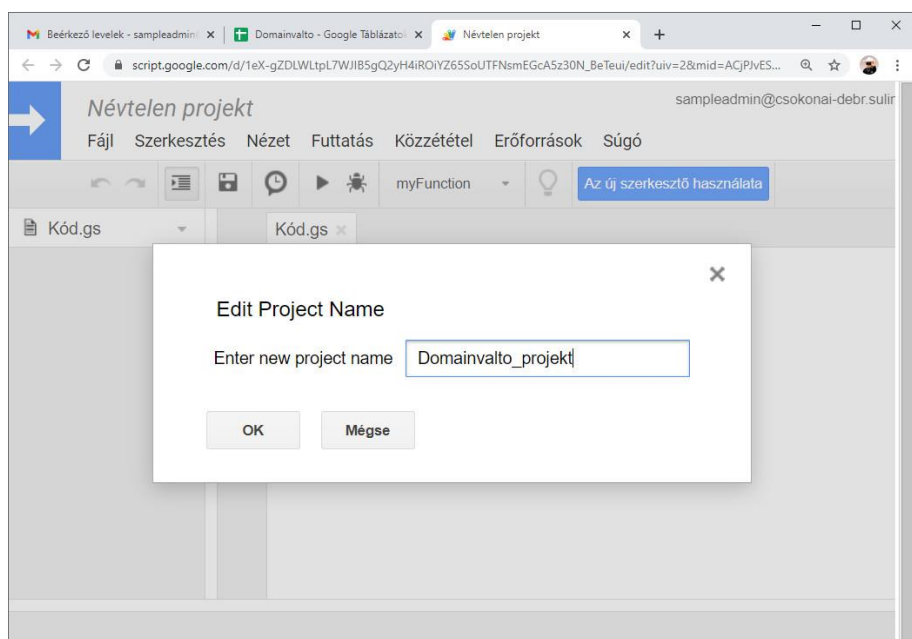 Beérkező levelek - sampleadmin
Domainvalto - Google Táblázatok
Névtelen projekt
script.google.com/d/1eX-gZDLWLtpL7WJIB5gQ2yH4iROiYZ65SoUTFNsmEGcA5z30N_BeTeui/edit?uiv=2&mid=ACjPJvES...
Névtelen projekt
sampleadmin@csokonai-debr.sulir
Fájl Szerkesztés Nézet Futtatás Közzététel Erőforrások Súgó
myFunction
Az új szerkesztő használata
Kód.gs
Kód.gs
Edit Project Name
Enter new project name
Domainvalto_projekt
OK
Mégse